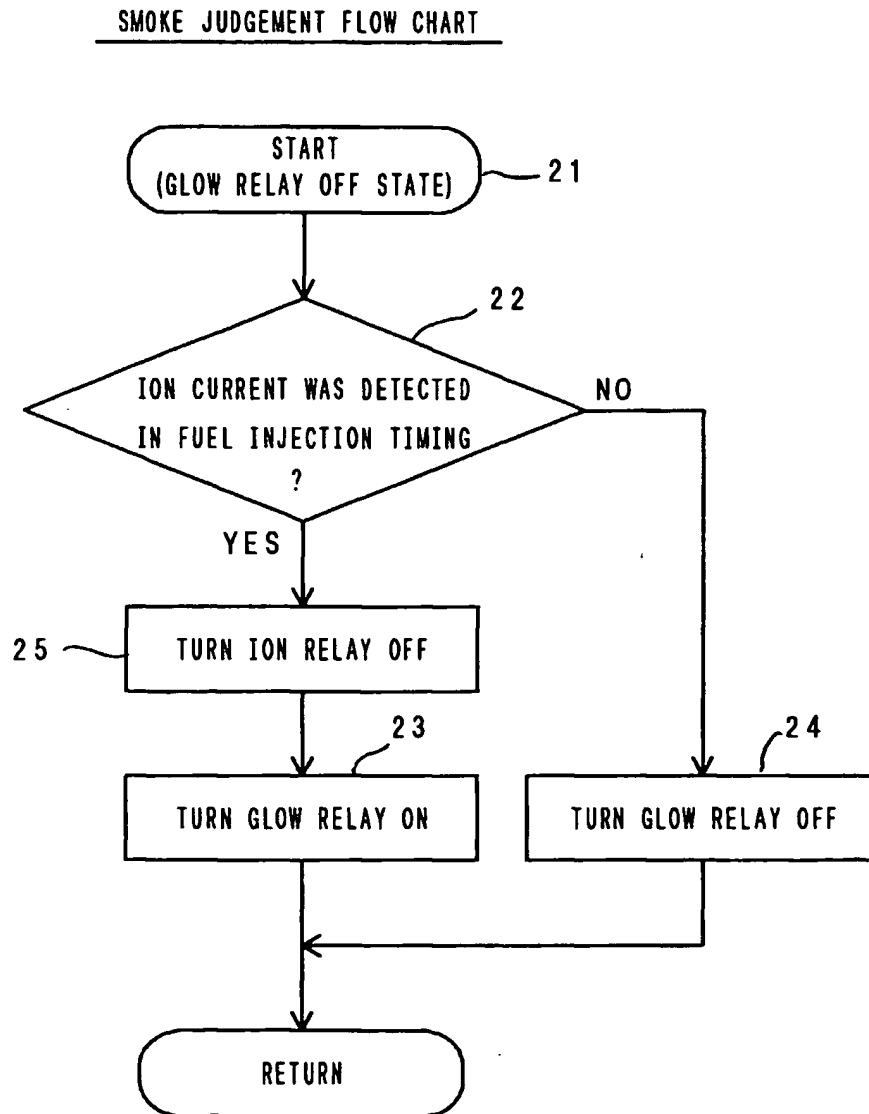 SMOKE JUDGEMENT FLOW CHART
START
(GLOW RELAY OFF STATE)
21
22
ION CURRENT WAS DETECTED
IN FUEL INJECTION TIMING
?
NO
YES
25
TURN ION RELAY OFF
23
24
TURN GLOW RELAY ON
TURN GLOW RELAY OFF
RETURN